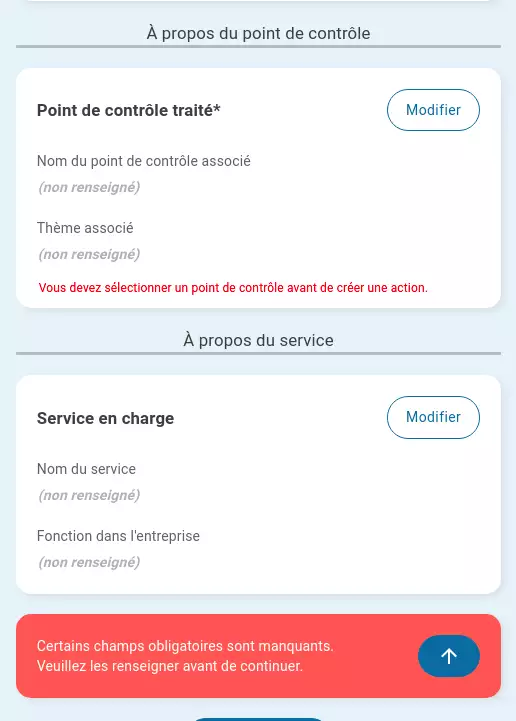 À propos du point de contrôle
Point de contrôle traité*
Modifier
Nom du point de contrôle associé
(non renseigné)
Thème associé
(non renseigné)
Vous devez sélectionner un point de contrôle avant de créer une action.
À propos du service
Service en charge
Modifier
Nom du service
(non renseigné)
Fonction dans l'entreprise
(non renseigné)
Certains champs obligatoires sont manquants.
Veuillez les renseigner avant de continuer.